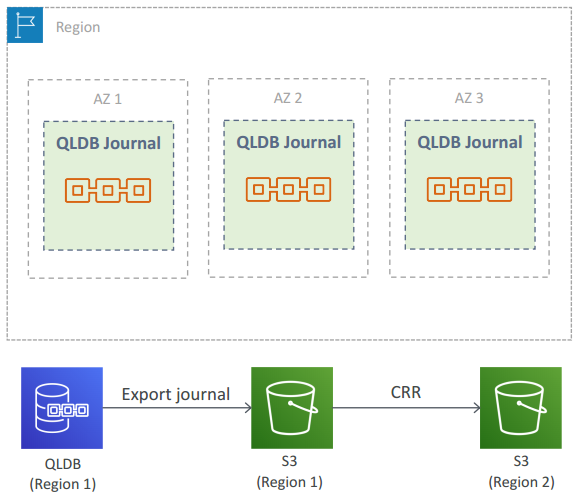 Region
AZ 1
AZ 2
AZ 3
QLDB Journal
QLDB Journal
QLDB Journal
Export journal
CRR
QLDB
(Region 1)
S3
(Region 1)
S3
(Region 2)